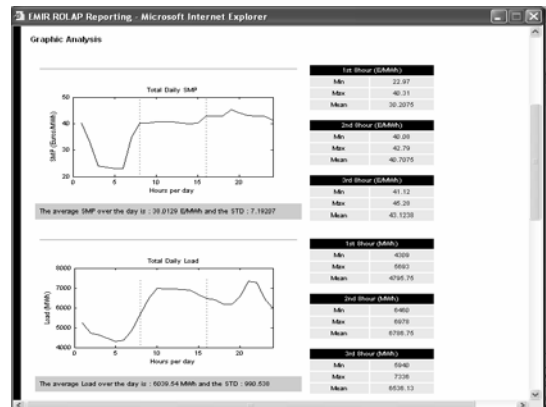 EMIR ROLAP Reporting - Microsoft Internet Explorer
Graphic Analysis
Total Daily SMP
SMP (Euro/MWh)
50
40
30
20
0 5 10 15 20
Hours per day
The average SMP over the day is : 38.0129 E/MWh and the STD : 7.19207
1st 8hour (E/MWh)
Min 22.97
Max 40.31
Mean 30.2075
2nd 8hour (E/MWh)
Min 40.08
Max 42.79
Mean 40.7075
3rd 8hour (E/MWh)
Min 41.12
Max 45.28
Mean 43.1238
Total Daily Load
Load (MWh)
8000
7000
6000
5000
4000
0 5 10 15 20
Hours per day
The average Load over the day is : 6039.54 MWh and the STD : 990.538
1st 8hour (MWh)
Min 4309
Max 5693
Mean 4795.75
2nd 8hour (MWh)
Min 6460
Max 6978
Mean 6786.75
3rd 8hour (MWh)
Min 5940
Max 7336
Mean 6536.13